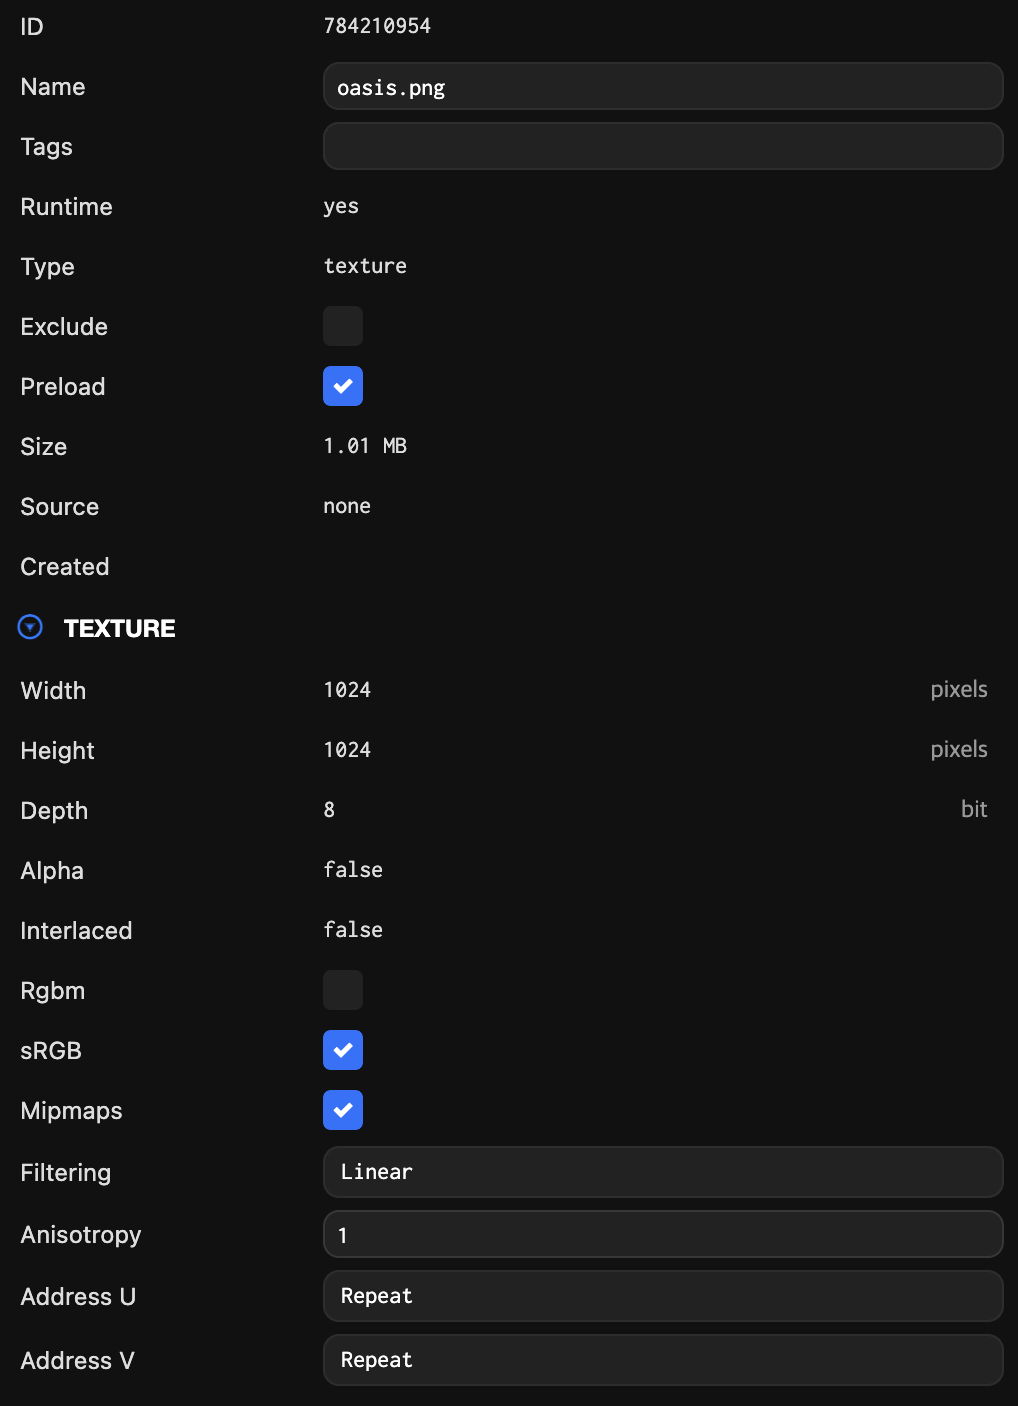 ID 784210954
Name oasis.png
Tags
Runtime yes
Type texture
Exclude
Preload
Size 1.01 MB
Source none
Created
TEXTURE
Width 1024 pixels
Height 1024 pixels
Depth 8 bit
Alpha false
Interlaced false
Rgbm
sRGB
Mipmaps
Filtering Linear
Anisotropy 1
Address U Repeat
Address V Repeat